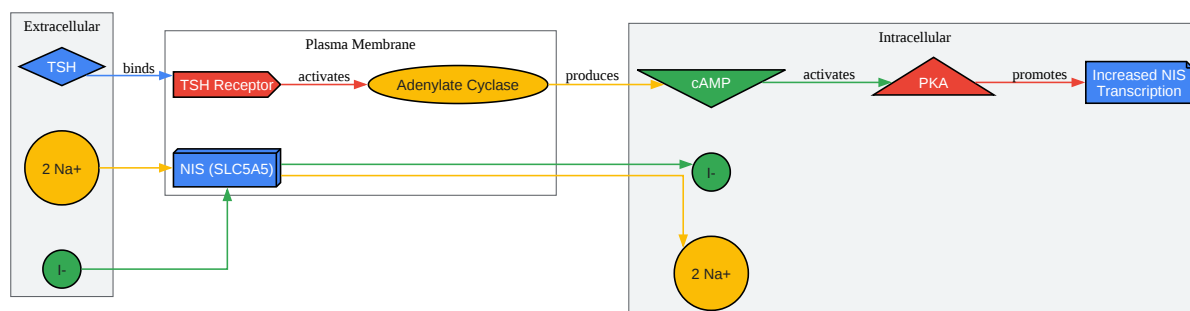 Extracellular
Plasma Membrane
Intracellular
TSH
binds
TSH Receptor
activates
Adenylate Cyclase
produces
cAMP
activates
PKA
promotes
Increased NIS
Transcription
2 Na+
NIS (SLC5A5)
I-
I-
2 Na+